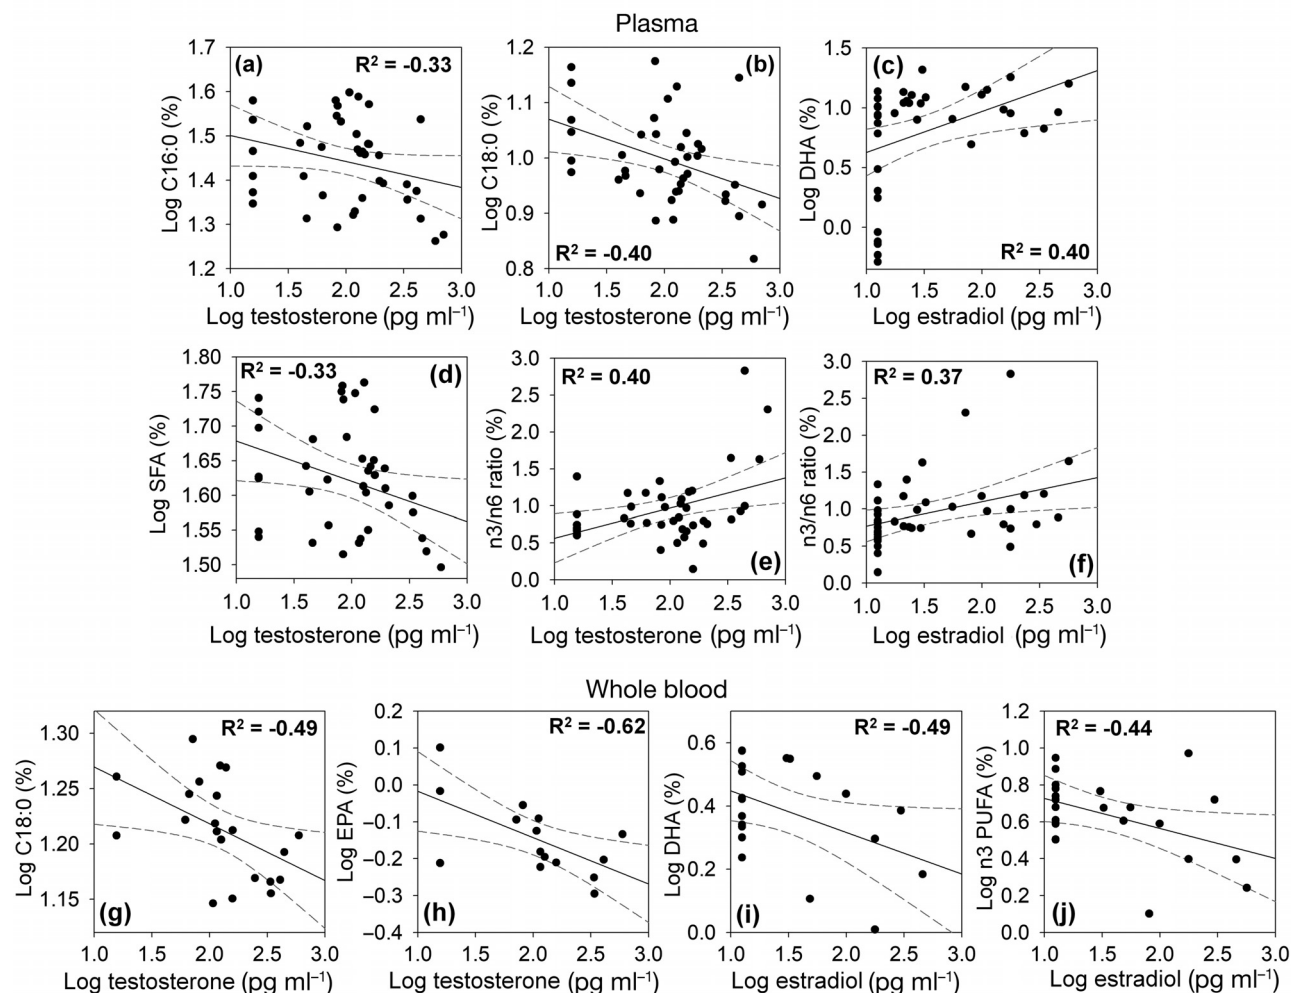 Plasma
(a)
R² = -0.33
Log C16:0 (%)
1.7
1.6
1.5
1.4
1.3
1.2
1.0 1.5 2.0 2.5 3.0
Log testosterone (pg ml⁻¹)
(b)
R² = -0.40
Log C18:0 (%)
1.2
1.1
1.0
0.9
0.8
1.0 1.5 2.0 2.5 3.0
Log testosterone (pg ml⁻¹)
(c)
R² = 0.40
Log DHA (%)
1.5
1.0
0.5
0.0
1.0 1.5 2.0 2.5 3.0
Log estradiol (pg ml⁻¹)
(d)
R² = -0.33
Log SFA (%)
1.80
1.75
1.70
1.65
1.60
1.55
1.50
1.0 1.5 2.0 2.5 3.0
Log testosterone (pg ml⁻¹)
R² = 0.40
(e)
n3/n6 ratio (%)
3.0
2.5
2.0
1.5
1.0
0.5
0.0
1.0 1.5 2.0 2.5 3.0
Log testosterone (pg ml⁻¹)
R² = 0.37
(f)
n3/n6 ratio (%)
3.0
2.5
2.0
1.5
1.0
0.5
0.0
1.0 1.5 2.0 2.5 3.0
Log estradiol (pg ml⁻¹)
Whole blood
R² = -0.49
(g)
Log C18:0 (%)
1.30
1.25
1.20
1.15
1.0 1.5 2.0 2.5 3.0
Log testosterone (pg ml⁻¹)
R² = -0.62
(h)
Log EPA (%)
0.2
0.1
0.0
–0.1
–0.2
–0.3
–0.4
1.0 1.5 2.0 2.5 3.0
Log testosterone (pg ml⁻¹)
R² = -0.49
(i)
Log DHA (%)
0.6
0.4
0.2
0.0
1.0 1.5 2.0 2.5 3.0
Log estradiol (pg ml⁻¹)
R² = -0.44
(j)
Log n3 PUFA (%)
1.2
1.0
0.8
0.6
0.4
0.2
0.0
1.0 1.5 2.0 2.5 3.0
Log estradiol (pg ml⁻¹)